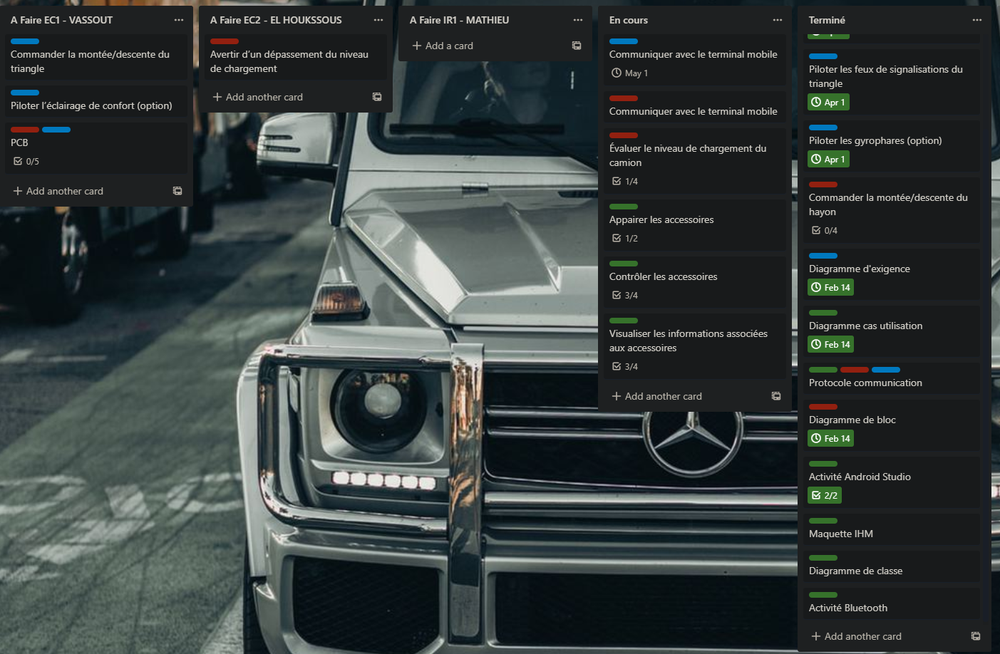 A Faire EC1 - VASSOUT
Commander la montée/descente du
triangle
Piloter l’éclairage de confort (option)
PCB
0/5
Add another card
A Faire EC2 - EL HOUKSSOUS
Avertir d’un dépassement du niveau
de chargement
Add another card
A Faire IR1 - MATHIEU
Add a card
En cours
Communiquer avec le terminal mobile
May 1
Communiquer avec le terminal mobile
Évaluer le niveau de chargement du
camion
1/4
Appairer les accessoires
1/2
Contrôler les accessoires
3/4
Visualiser les informations associées
aux accessoires
3/4
Add another card
Terminé
Piloter les feux de signalisations du
triangle
Apr 1
Piloter les gyrophares (option)
Apr 1
Commander la montée/descente du
hayon
0/4
Diagramme d'exigence
Feb 14
Diagramme cas utilisation
Feb 14
Protocole communication
Diagramme de bloc
Feb 14
Activité Android Studio
2/2
Maquette IHM
Diagramme de classe
Activité Bluetooth
Add another card